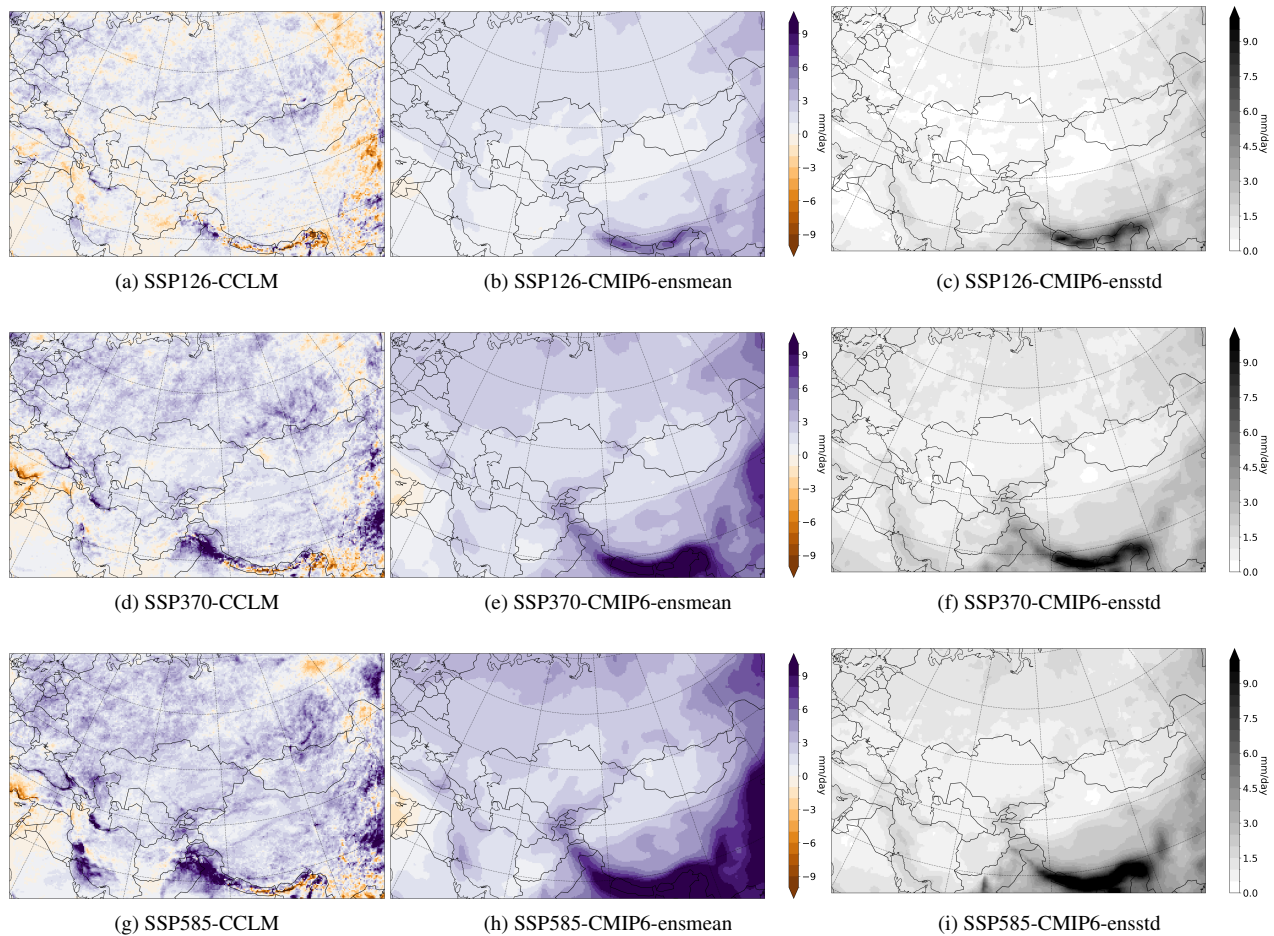 9
6
3
0
−3
−6
−9
mm/day
9.0
7.5
6.0
4.5
3.0
1.5
0.0
mm/day
(a) SSP126-CCLM
(b) SSP126-CMIP6-ensmean
(c) SSP126-CMIP6-ensstd
9
6
3
0
−3
−6
−9
mm/day
9.0
7.5
6.0
4.5
3.0
1.5
0.0
mm/day
(d) SSP370-CCLM
(e) SSP370-CMIP6-ensmean
(f) SSP370-CMIP6-ensstd
9
6
3
0
−3
−6
−9
mm/day
9.0
7.5
6.0
4.5
3.0
1.5
0.0
mm/day
(g) SSP585-CCLM
(h) SSP585-CMIP6-ensmean
(i) SSP585-CMIP6-ensstd